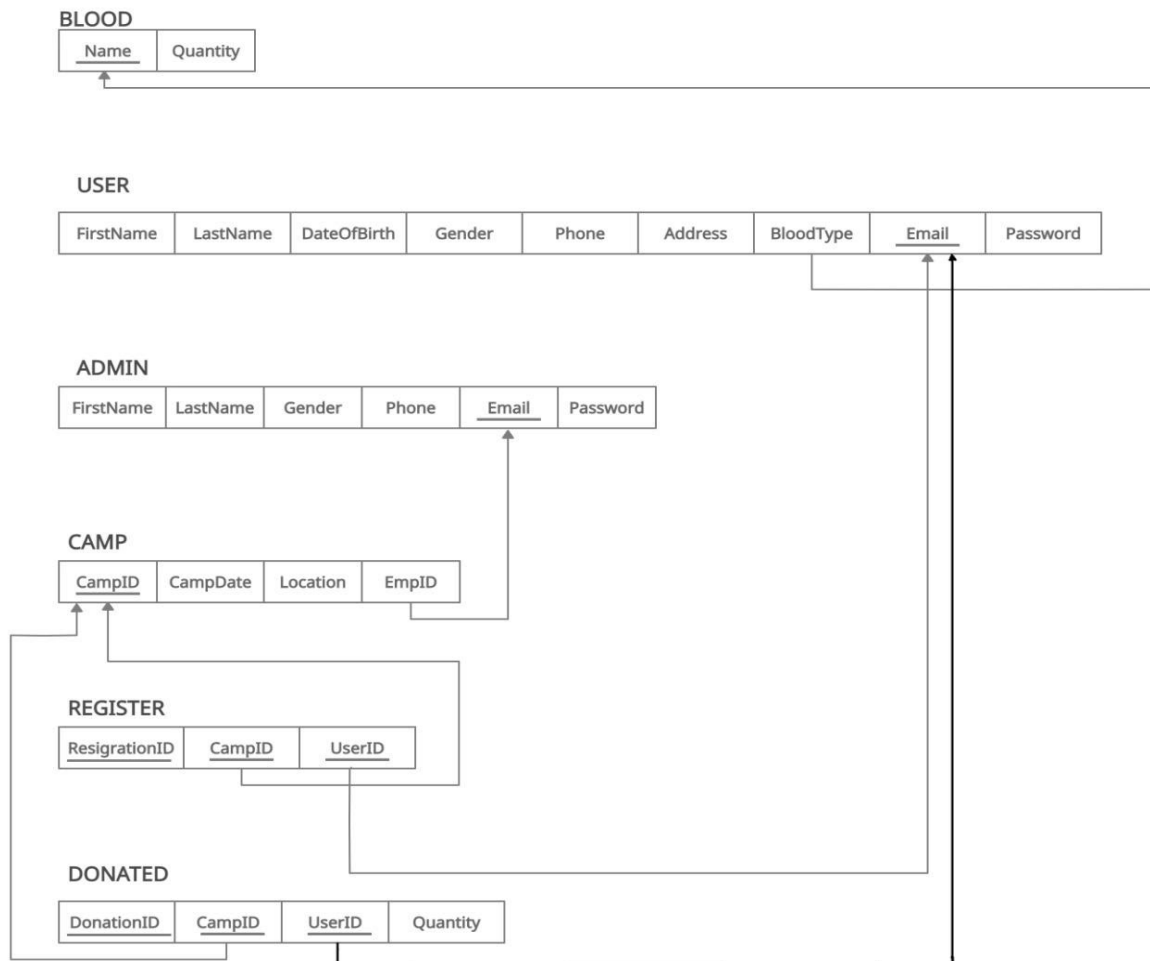 BLOOD
Name Quantity
USER
FirstName LastName DateOfBirth Gender Phone Address BloodType Email Password
ADMIN
FirstName LastName Gender Phone Email Password
CAMP
CampID CampDate Location EmpID
REGISTER
ResigrationID CampID UserID
DONATED
DonationID CampID UserID Quantity